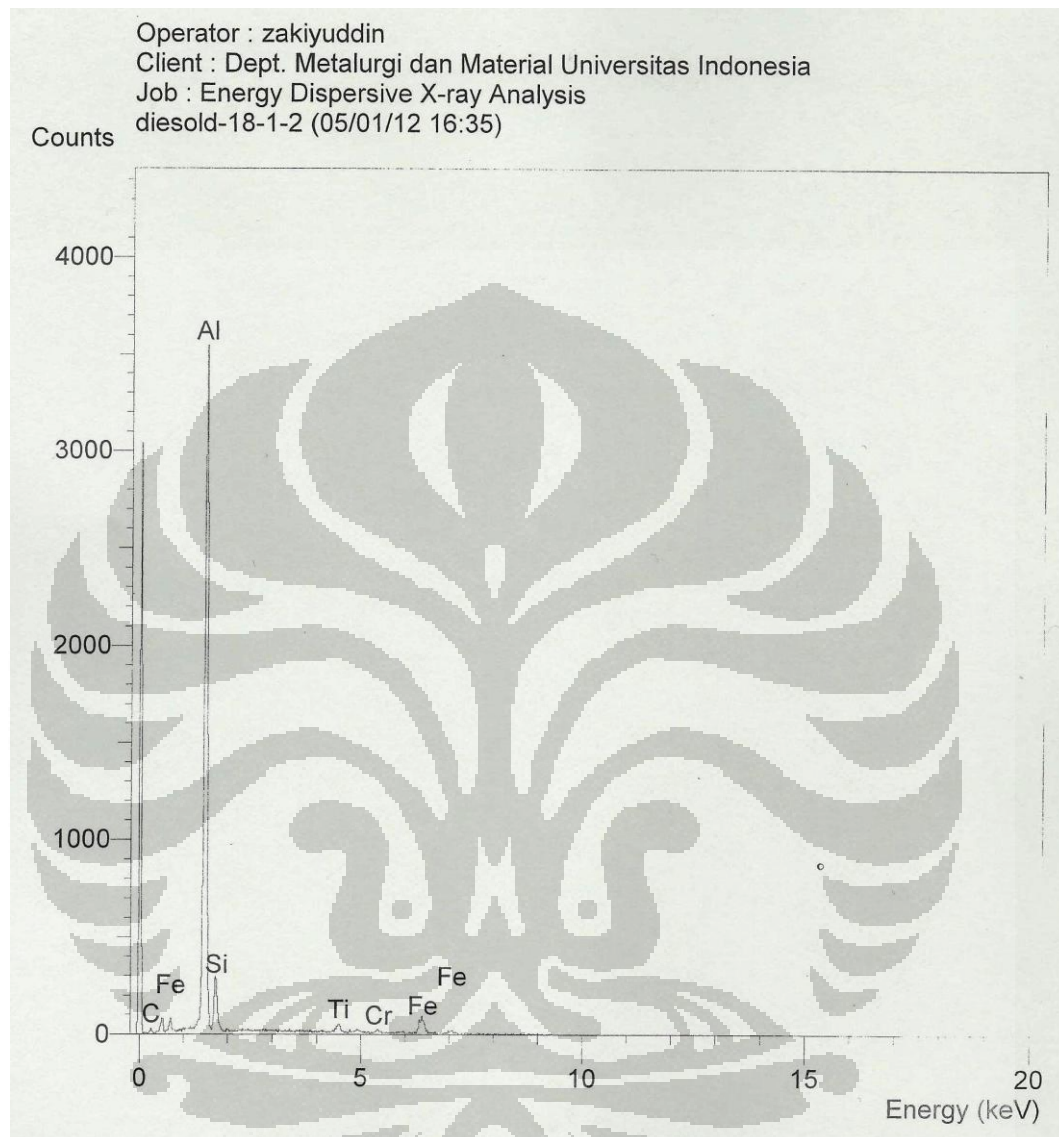 Operator : zakiyuddin
Client : Dept. Metalurgi dan Material Universitas Indonesia
Job : Energy Dispersive X-ray Analysis
diesold-18-1-2 (05/01/12 16:35)
Counts
4000
Al
3000
2000
1000
Si
Fe
Fe
C
Ti
Cr
Fe
0
0
5
10
15
20
Energy (keV)